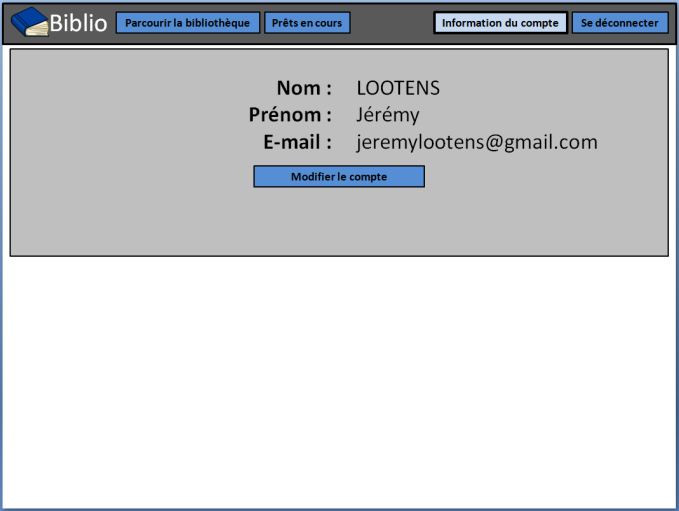 Biblio Parcourir la bibliothèque Prêts en cours Information du compte Se déconnecter
Nom : LOOTENS
Prénom : Jérémy
E-mail : jeremylootens@gmail.com
Modifier le compte